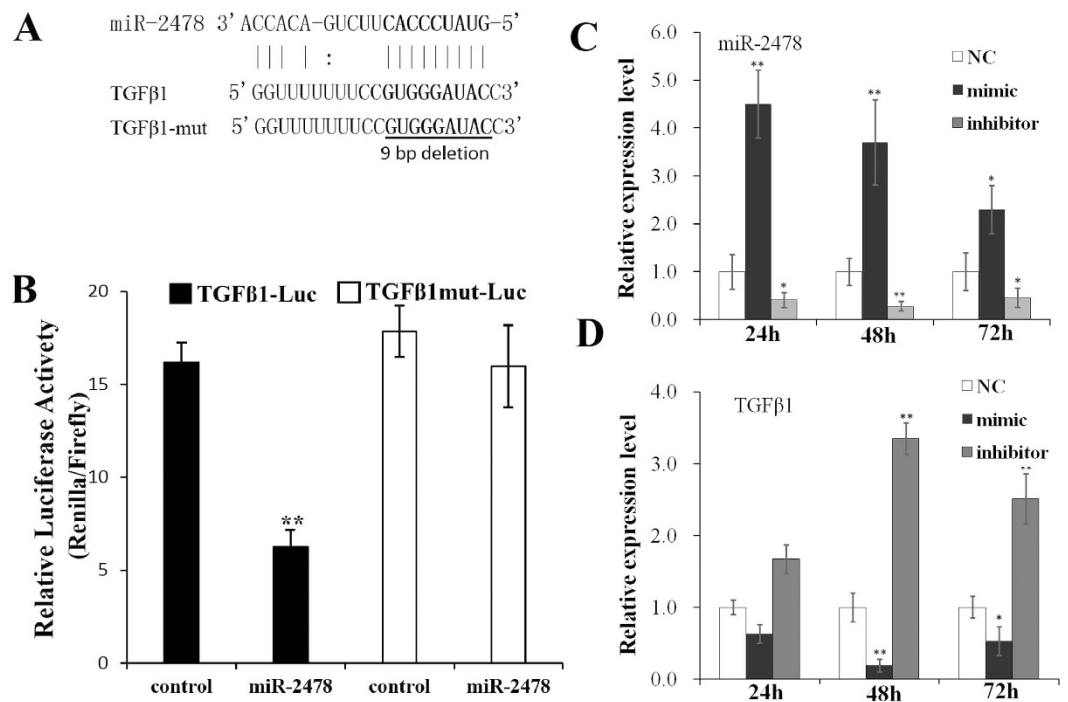 A
miR-2478 3' ACCACA-GUCUUCACCCUAUG-5'
||| | : |||||||||
TGFβ1 5' GGUUUUUUUCCGUGGGAUACC3'
TGFβ1-mut 5' GGUUUUUUUCCGUGGGAUACC3'
9 bp deletion
B
TGFβ1-Luc TGFβ1mut-Luc
Relative Luciferase Activety
(Renilla/Firefly)
20
15
10
5
0
**
control miR-2478 control miR-2478
C
miR-2478
NC
mimic
inhibitor
Relative expression level
6.0
5.0
4.0
3.0
2.0
1.0
0.0
** * ** ** * *
24h 48h 72h
D
TGFβ1
NC
mimic
inhibitor
Relative expression level
4.0
3.0
2.0
1.0
0.0
** ** * **
24h 48h 72h